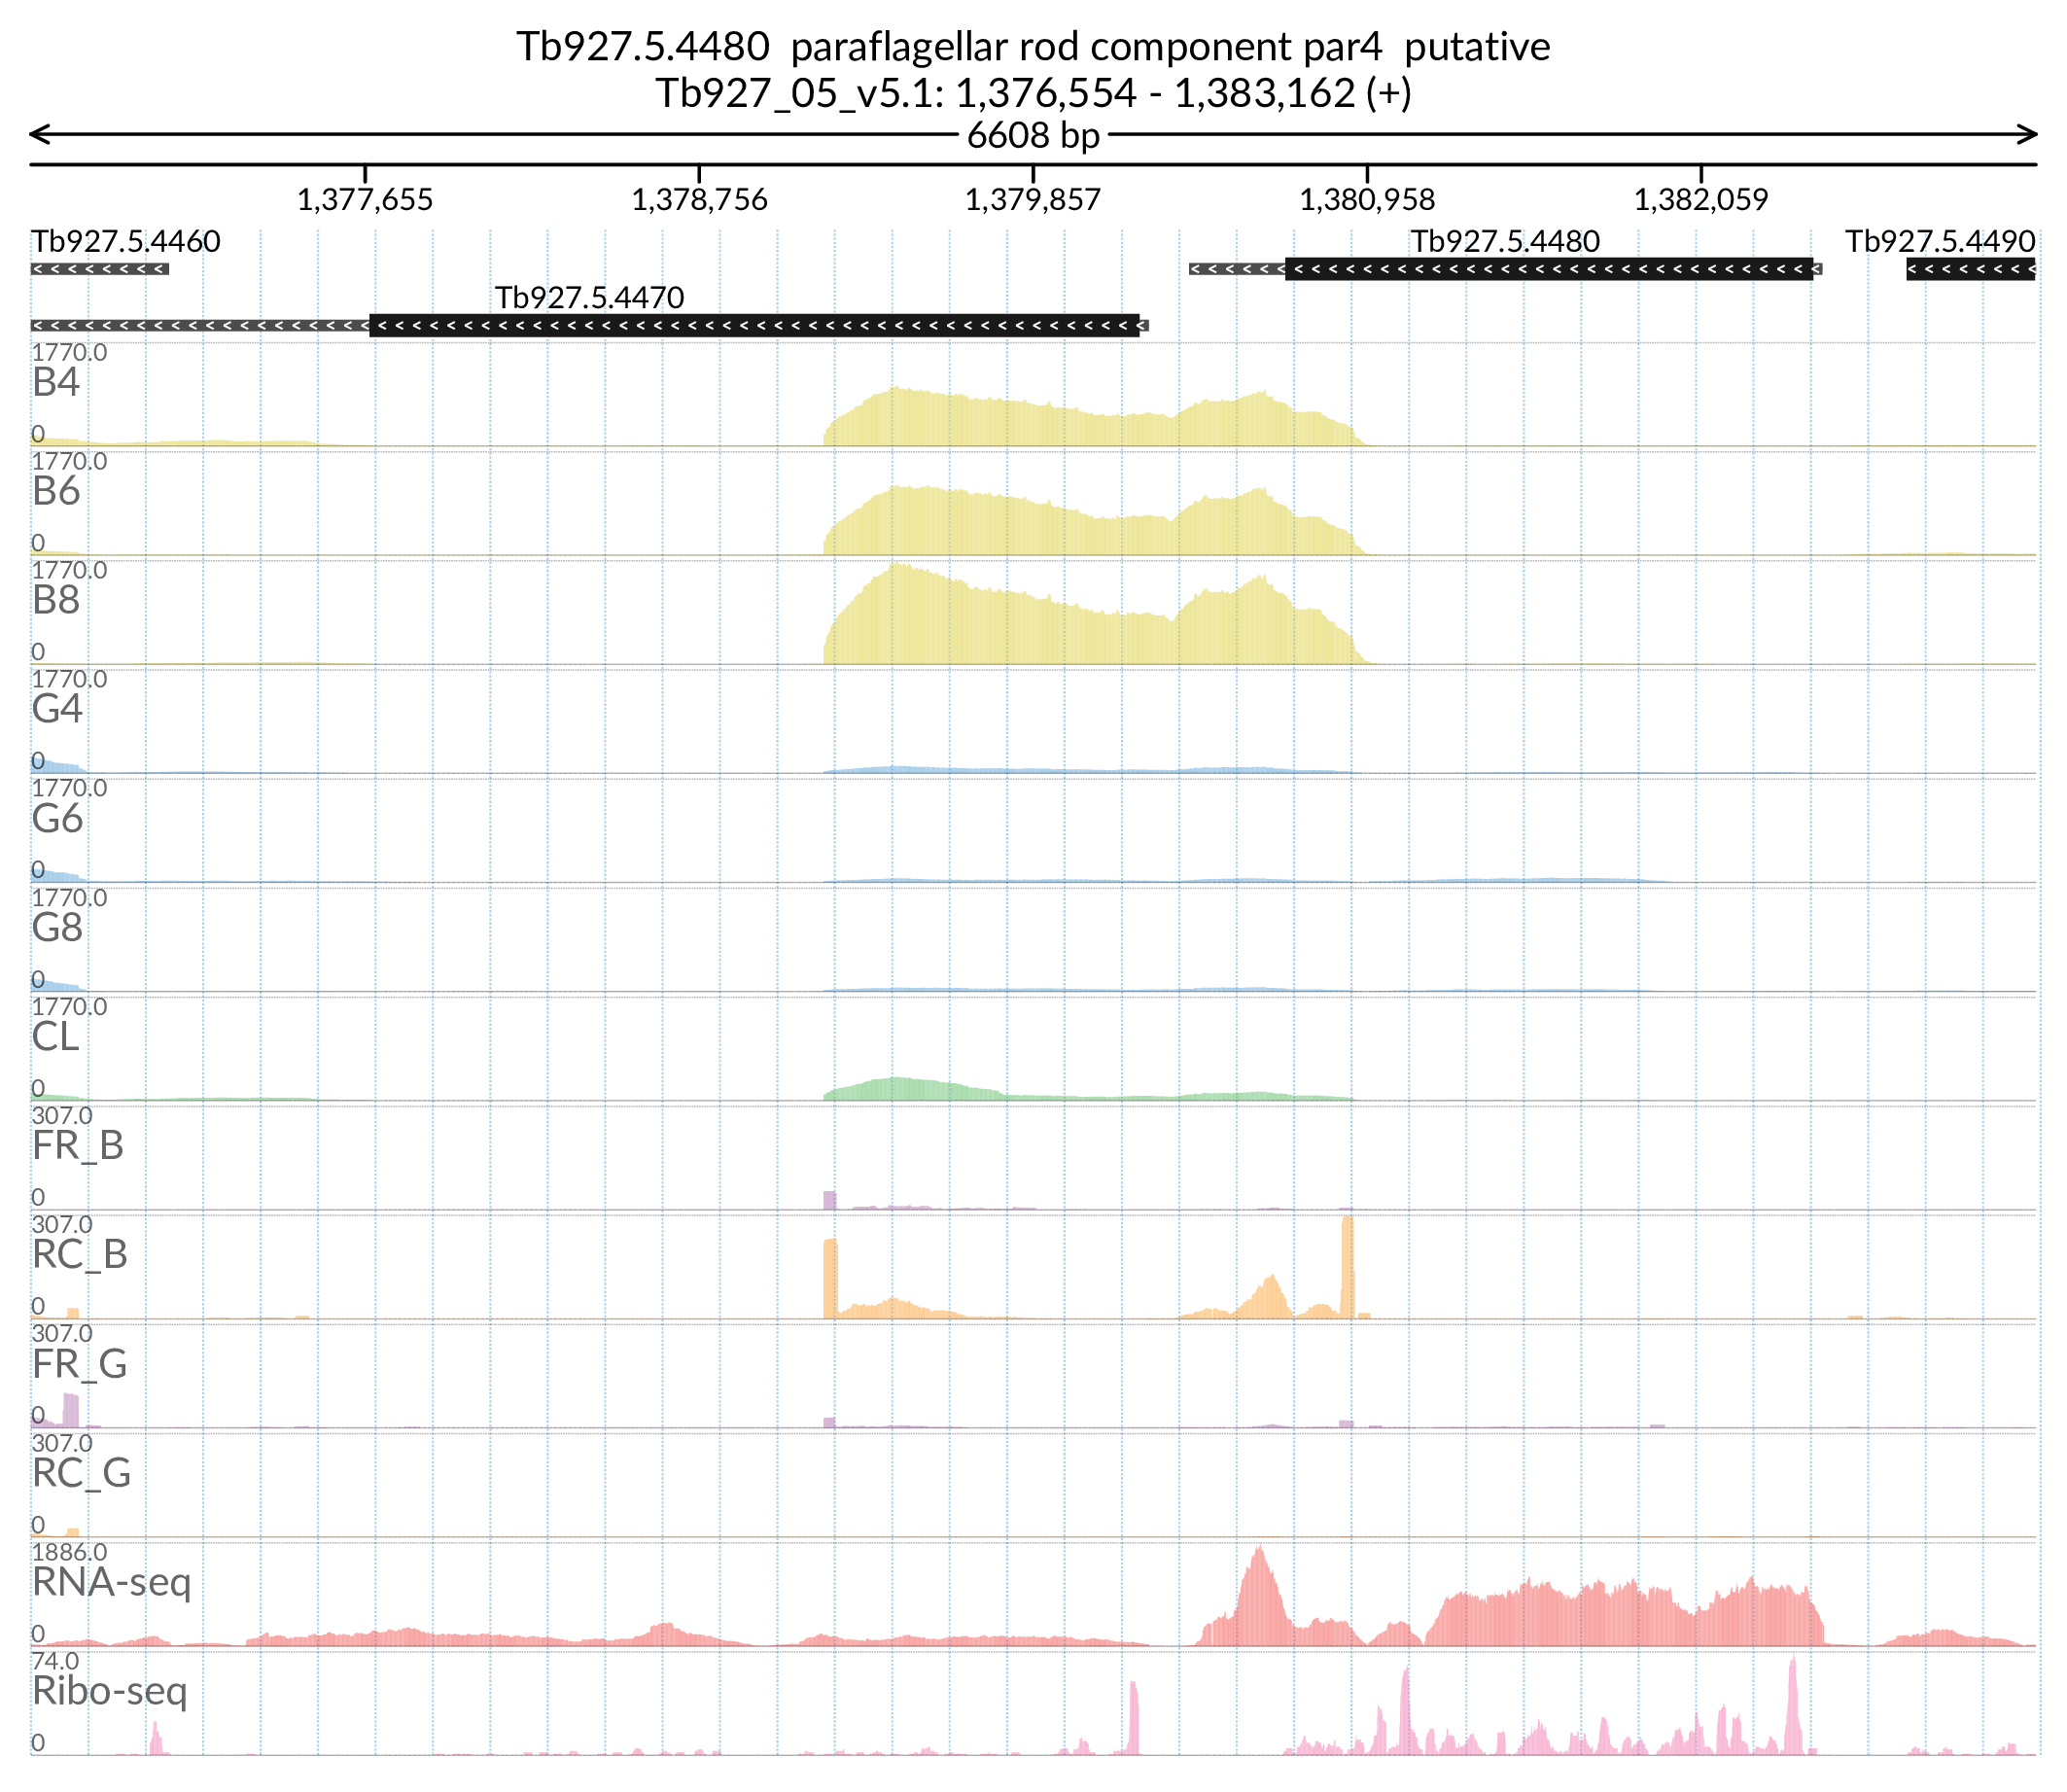 Tb927.5.4480 paraflagellar rod component par4 putative
Tb927_05_v5.1: 1,376,554 - 1,383,162 (+)
6608 bp
1,377,655 1,378,756 1,379,857 1,380,958 1,382,059
Tb927.5.4460 Tb927.5.4480 Tb927.5.4490
Tb927.5.4470
1770.0
B4
0
1770.0
B6
0
1770.0
B8
0
1770.0
G4
0
1770.0
G6
0
1770.0
G8
0
1770.0
CL
0
307.0
FR_B
0
307.0
RC_B
0
307.0
FR_G
0
307.0
RC_G
0
1886.0
RNA-seq
0
74.0
Ribo-seq
0